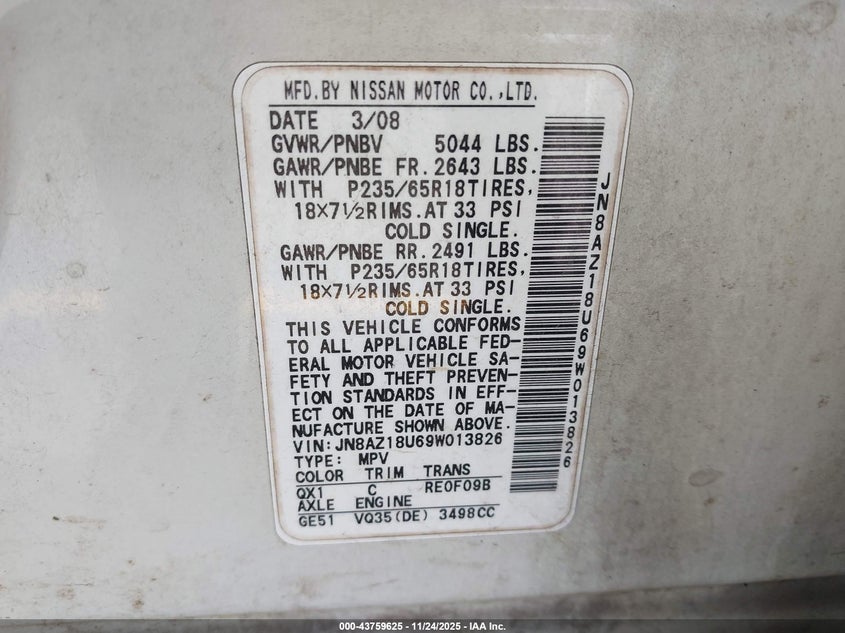 MFD.BY NISSAN MOTOR CO.,LTD.
DATE 3/08
GVWR/PNBV 5044 LBS.
GAWR/PNBE FR.2643 LBS.
WITH P235/65R18TIRES,
18X7½RIMS.AT 33 PSI
COLD SINGLE.
GAWR/PNBE RR.2491 LBS.
WITH P235/65R18TIRES,
18X7½RIMS.AT 33 PSI
COLD SINGLE.
THIS VEHICLE CONFORMS
TO ALL APPLICABLE FED-
ERAL MOTOR VEHICLE SA-
FETY AND THEFT PREVEN-
TION STANDARDS IN EFF-
ECT ON THE DATE OF MA-
NUFACTURE SHOWN ABOVE.
VIN:JN8AZ18U69W013826
TYPE: MPV
COLOR TRIM TRANS
QX1 C RE0F09B
AXLE ENGINE
GE51 VQ35(DE) 3498CC
JN8AZ18U69W013826
000-43759625 - 11/24/2025 - IAA Inc.